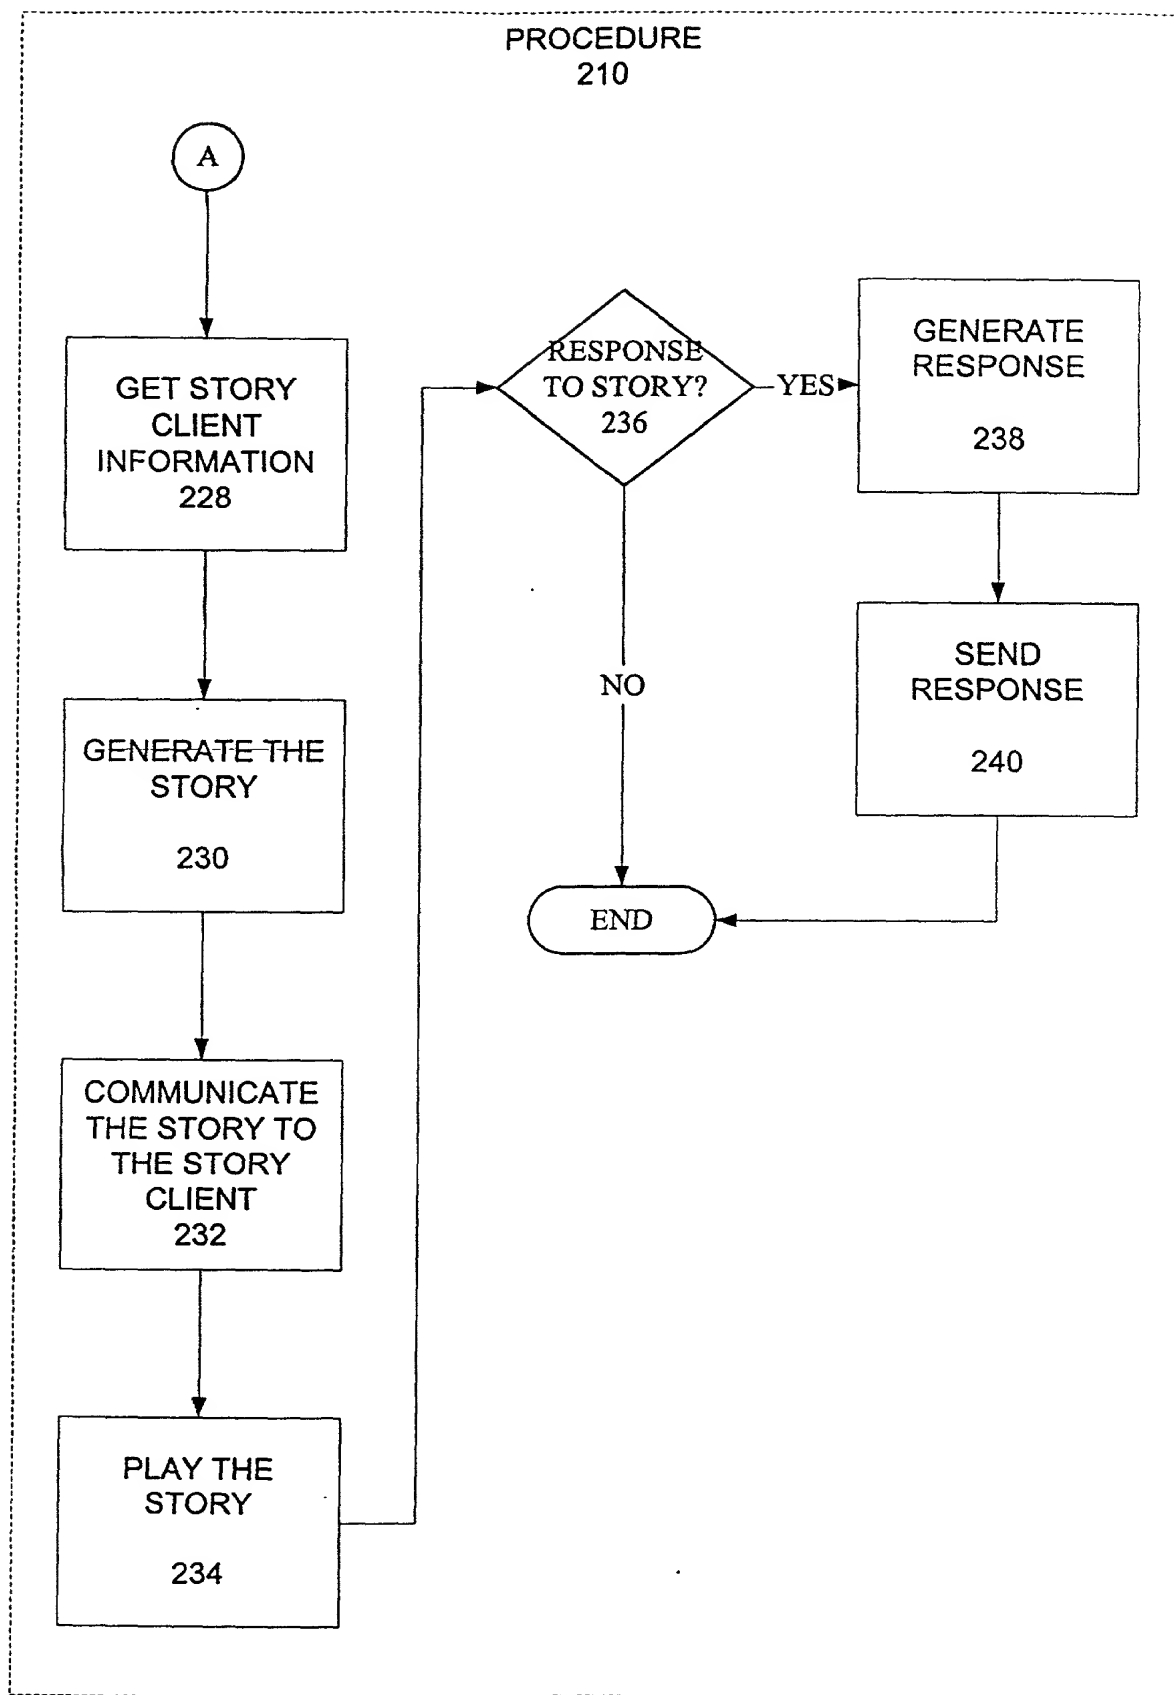 PROCEDURE
210
A
GET STORY
CLIENT
INFORMATION
228
GENERATE THE
STORY
230
COMMUNICATE
THE STORY TO
THE STORY
CLIENT
232
PLAY THE
STORY
234
RESPONSE
TO STORY?
236
YES
NO
GENERATE
RESPONSE
238
SEND
RESPONSE
240
END